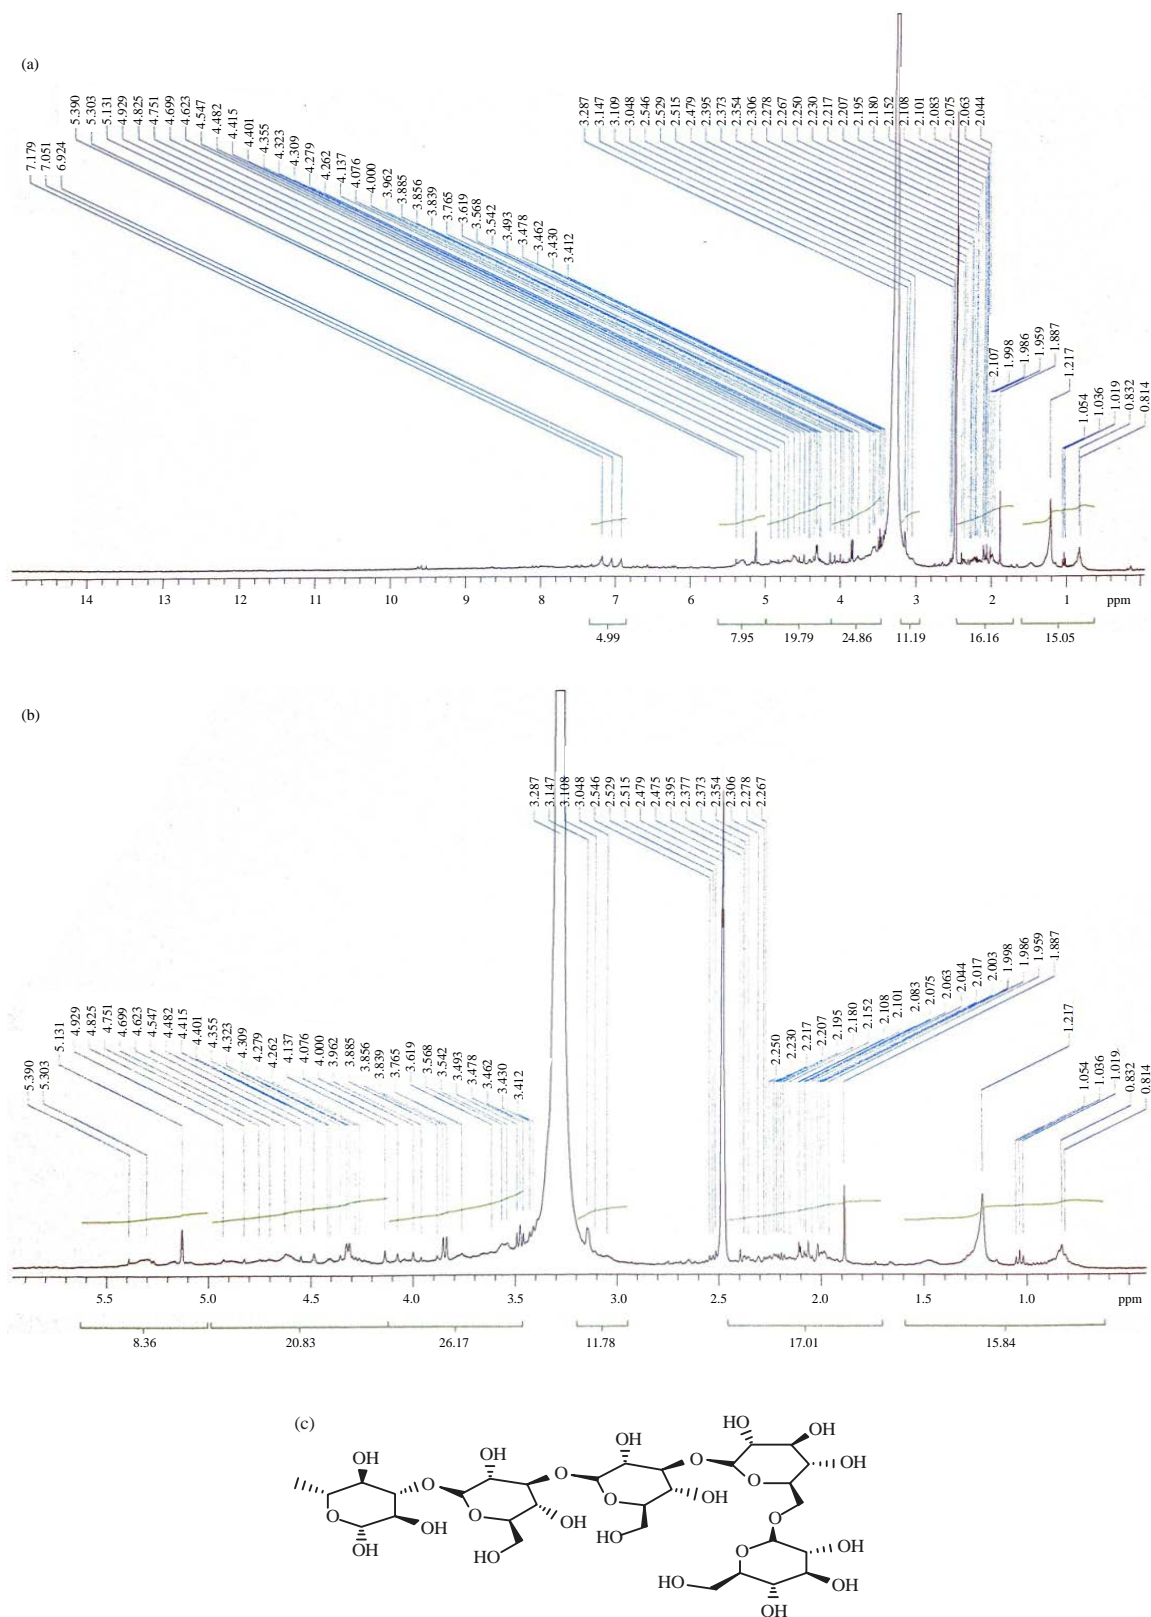 (a)
5.390 5.303 5.131 4.929 4.825 4.751 4.699 4.623 4.547 4.482 4.415 4.401 4.355 4.323 4.309 4.279 4.262 4.137 4.076 4.000 3.962 3.885 3.856 3.839 3.765 3.619 3.568 3.542 3.493 3.478 3.462 3.430 3.412
7.179 7.051 6.924
3.287 3.147 3.109 3.048 2.546 2.529 2.515 2.479 2.395 2.373 2.354 2.306 2.278 2.267 2.250 2.230 2.217 2.207 2.195 2.180 2.152 2.108 2.101 2.083 2.075 2.063 2.044
2.107 1.998 1.986 1.959 1.887
1.217
1.054 1.036 1.019 0.832 0.814
14 13 12 11 10 9 8 7 6 5 4 3 2 1 ppm
4.99 7.95 19.79 24.86 11.19 16.16 15.05
(b)
3.287 3.147 3.108 3.048 2.546 2.529 2.515 2.479 2.475 2.395 2.377 2.373 2.354 2.306 2.278 2.267
5.390 5.303
5.131 4.929 4.825 4.751 4.699 4.623 4.547 4.482 4.415 4.401 4.355 4.323 4.309 4.279 4.262 4.137 4.076 4.000 3.962 3.885 3.856 3.839 3.765 3.619 3.568 3.542 3.493 3.478 3.462 3.430 3.412
2.250 2.230 2.217 2.207 2.195 2.180 2.152 2.108 2.101 2.083 2.075 2.063 2.044 2.017 2.003 1.998 1.986 1.959 1.887
1.217
1.054 1.036 1.019 0.832 0.814
5.5 5.0 4.5 4.0 3.5 3.0 2.5 2.0 1.5 1.0 ppm
8.36 20.83 26.17 11.78 17.01 15.84
(c)
HO OH
OH OH OH O OH
OH O O O
O O OH O
OH O OH HO O
OH HO O OH
HO OH
OH